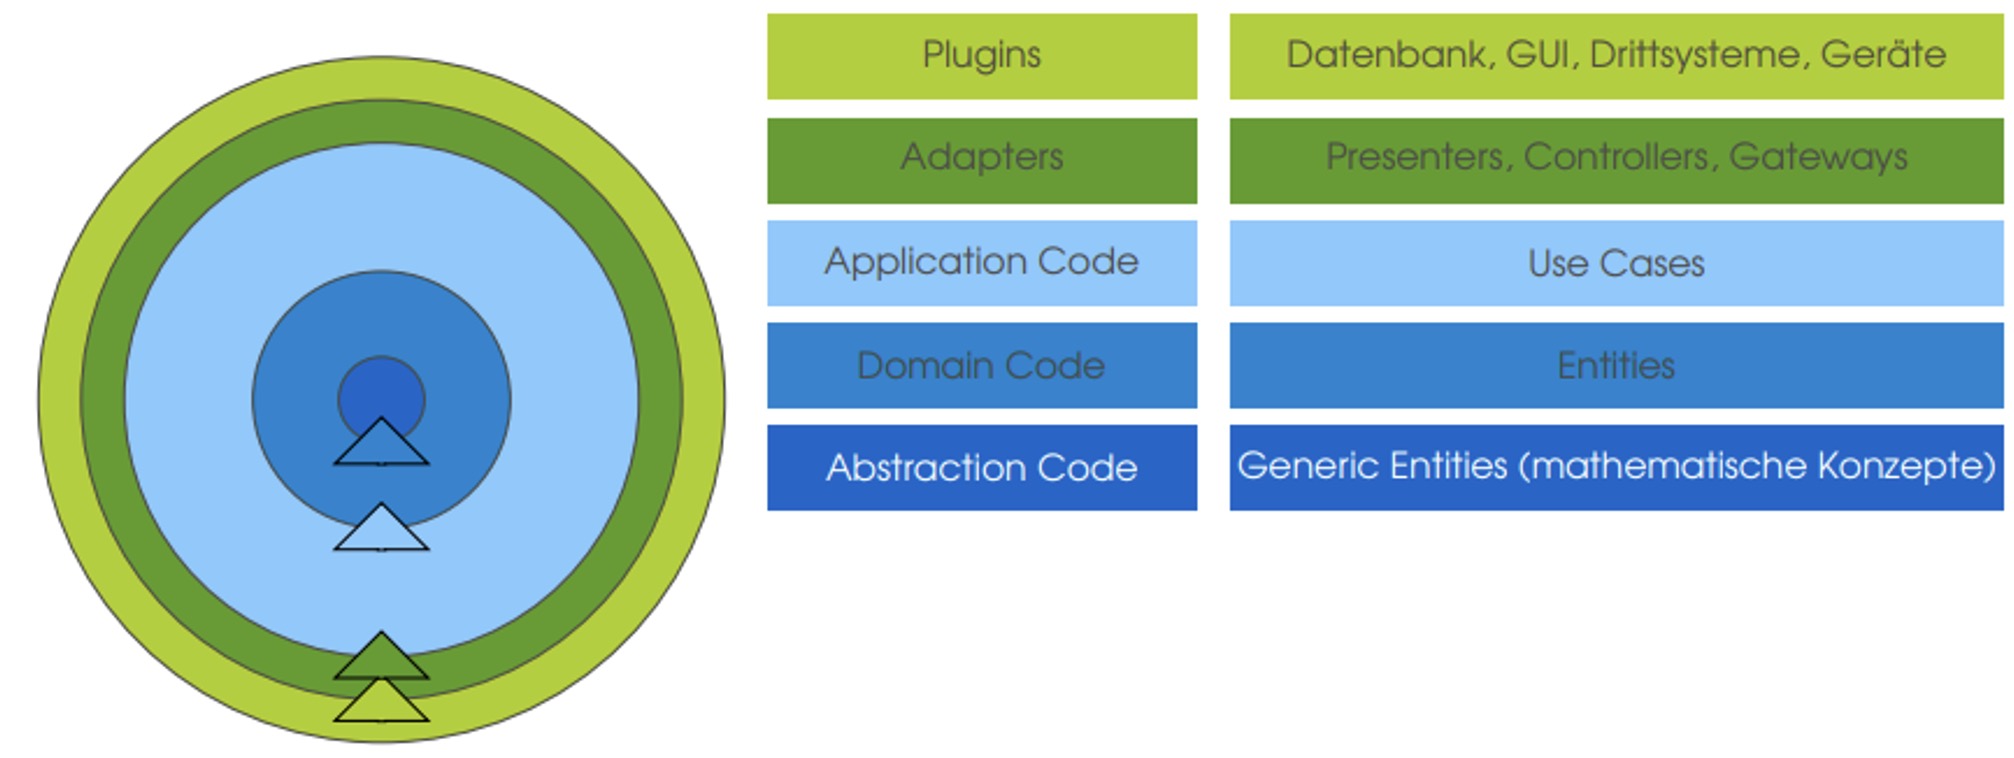 Plugins
Datenbank, GUI, Drittsysteme, Geräte
Adapters
Presenters, Controllers, Gateways
Application Code
Use Cases
Domain Code
Entities
Abstraction Code
Generic Entities (mathematische Konzepte)